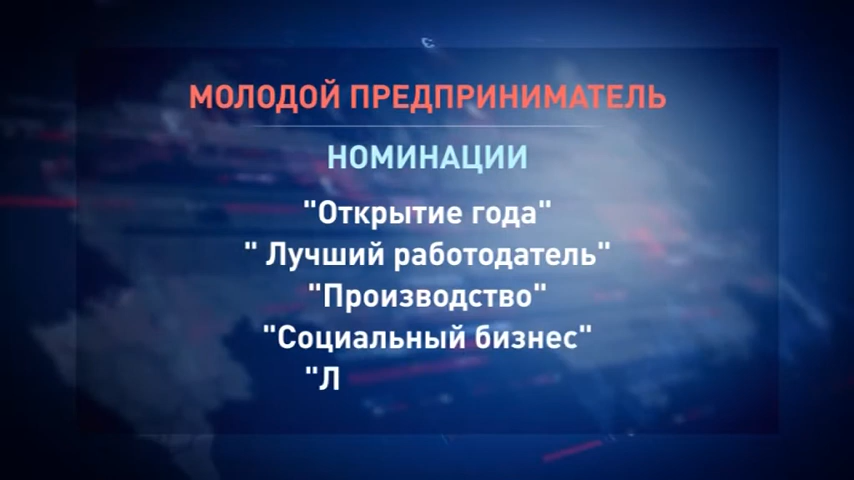 МОЛОДОЙ ПРЕДПРИНИМАТЕЛЬ
НОМИНАЦИИ
"Открытие года"
" Лучший работодатель"
"Производство"
"Социальный бизнес"
"Л